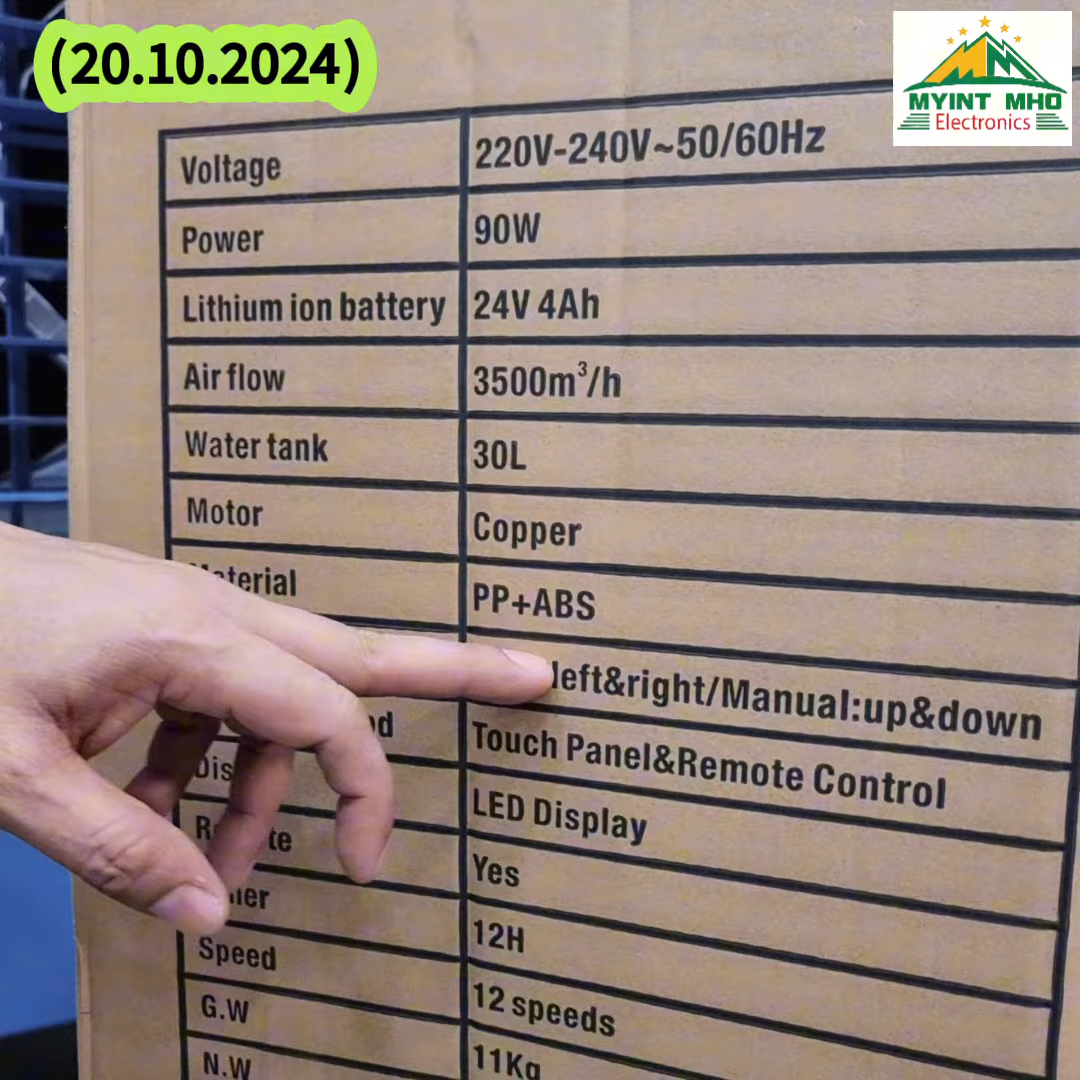 (20.10.2024)
MYINT MHO
Electronics
Voltage 220V-240V~50/60Hz
Power 90W
Lithium ion battery 24V 4Ah
Air flow 3500m³/h
Water tank 30L
Motor Copper
PP+ABS
left&right/Manual:up&down
Touch Panel&Remote Control
LED Display
Yes
12H
Speed 12 speeds
G.W 11Kg
N.W